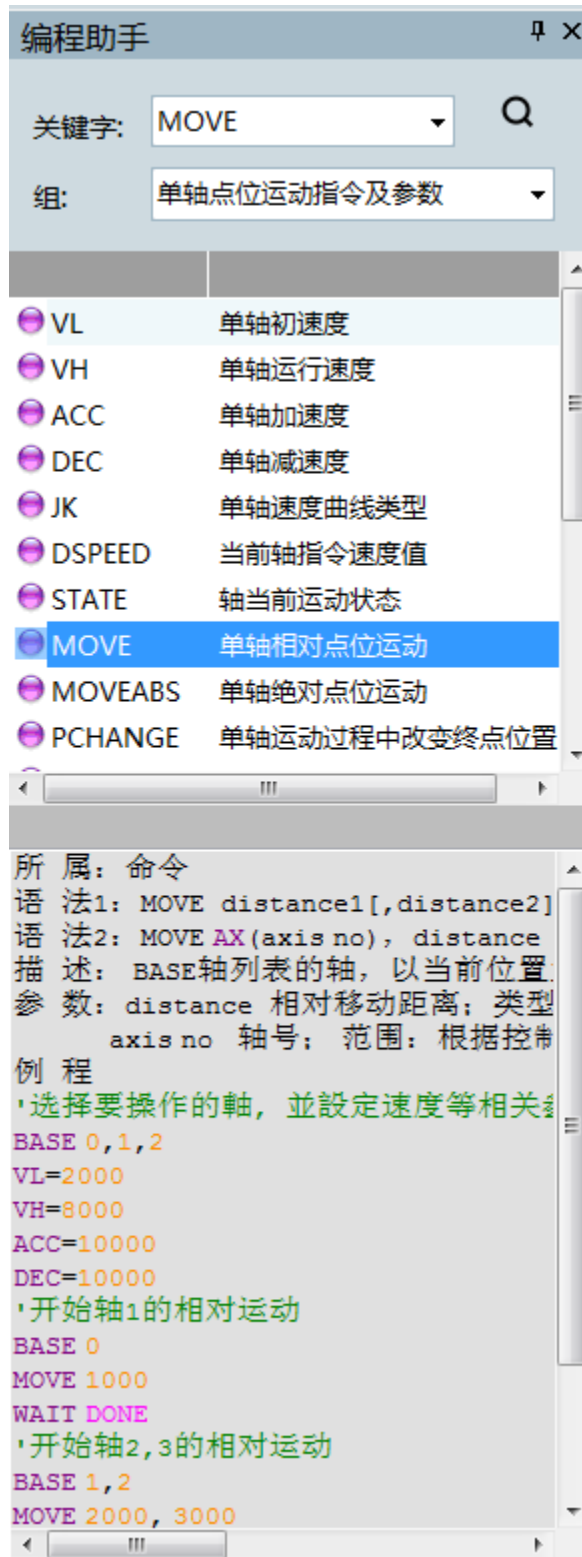 编程助手
关键字: MOVE
组: 单轴点位运动指令及参数
VL 单轴初速度
VH 单轴运行速度
ACC 单轴加速度
DEC 单轴减速度
JK 单轴速度曲线类型
DSPEED 当前轴指令速度值
STATE 轴当前运动状态
MOVE 单轴相对点位运动
MOVEABS 单轴绝对点位运动
PCHANGE 单轴运动过程中改变终点位置
所 属: 命令
语 法1: MOVE distance1[,distance2]
语 法2: MOVE AX(axis no), distance
描 述: BASE轴列表的轴, 以当前位置
参 数: distance 相对移动距离; 类型
axis no 轴号; 范围: 根据控制
例 程
'选择要操作的軸, 並設定速度等相关
BASE 0,1,2
VL=2000
VH=8000
ACC=10000
DEC=10000
'开始轴1的相对运动
BASE 0
MOVE 1000
WAIT DONE
'开始轴2,3的相对运动
BASE 1,2
MOVE 2000, 3000